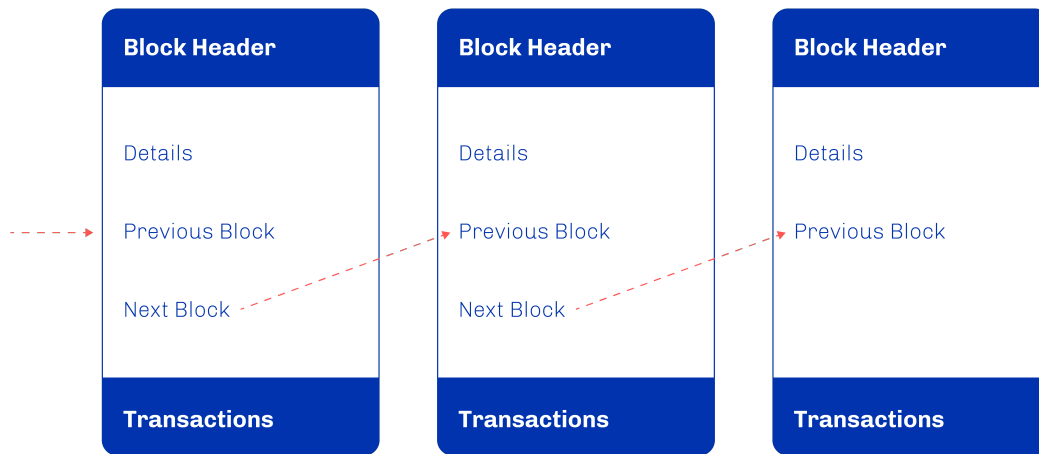 Block Header
Details
Previous Block
Next Block
Transactions
Block Header
Details
Previous Block
Next Block
Transactions
Block Header
Details
Previous Block
Transactions